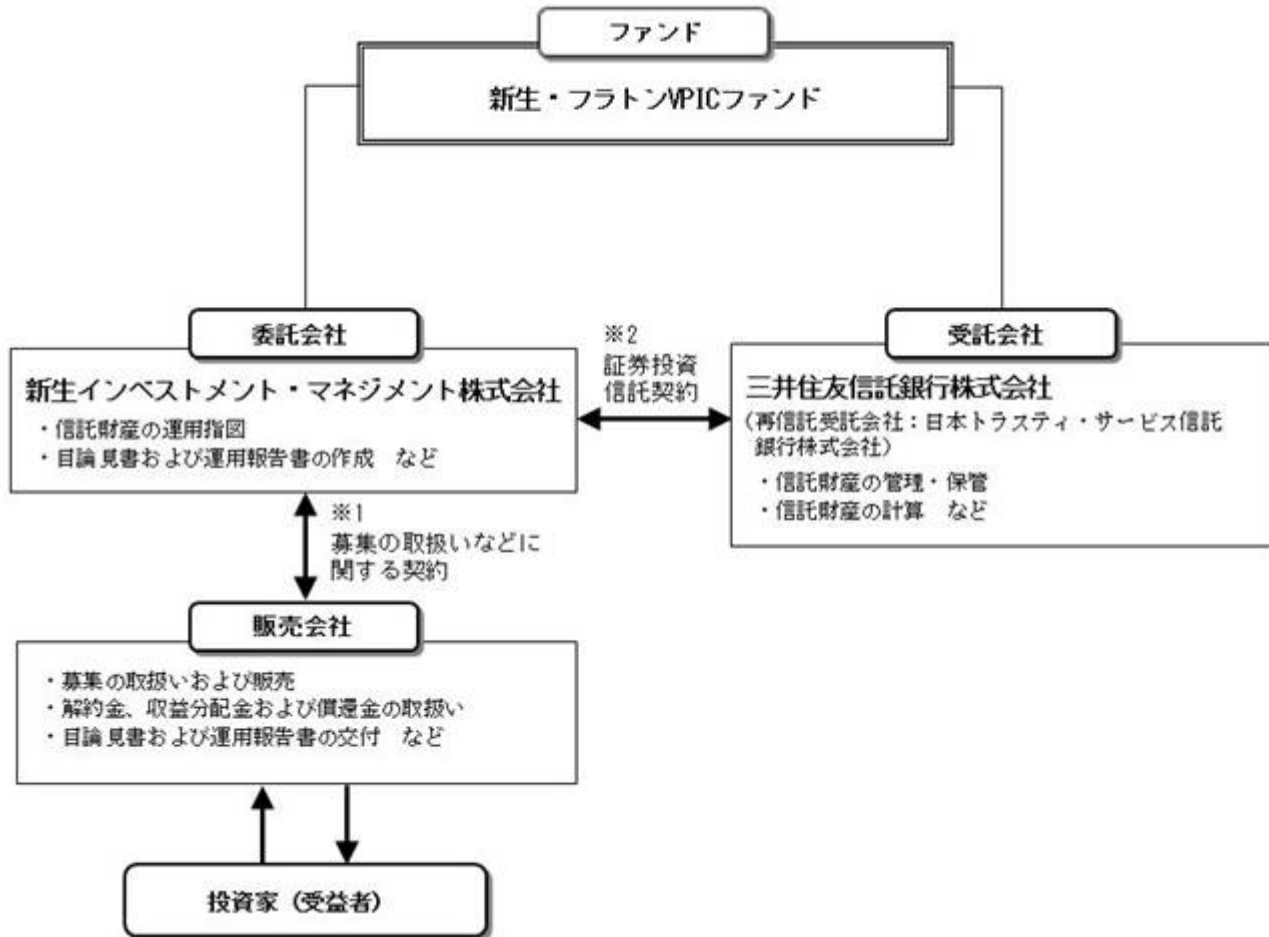 ファンド
新生・フラトンVPICファンド
委託会社
新生インベストメント・マネジメント株式会社
・信託財産の運用指図
・目論見書および運用報告書の作成　など
※2
証券投資
信託契約
受託会社
三井住友信託銀行株式会社
（再信託受託会社：日本トラスティ・サービス信託
銀行株式会社）
・信託財産の管理・保管
・信託財産の計算　など
※1
募集の取扱いなどに
関する契約
販売会社
・募集の取扱いおよび販売
・解約金、収益分配金および償還金の取扱い
・目論見書および運用報告書の交付　など
投資家（受益者）